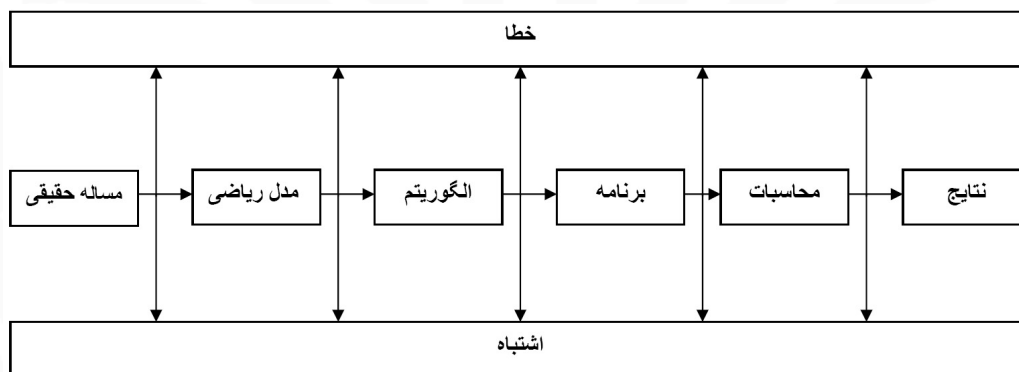 خطا
مساله حقیقی
مدل ریاضی
الگوریتم
برنامه
محاسبات
نتایج
اشتباه